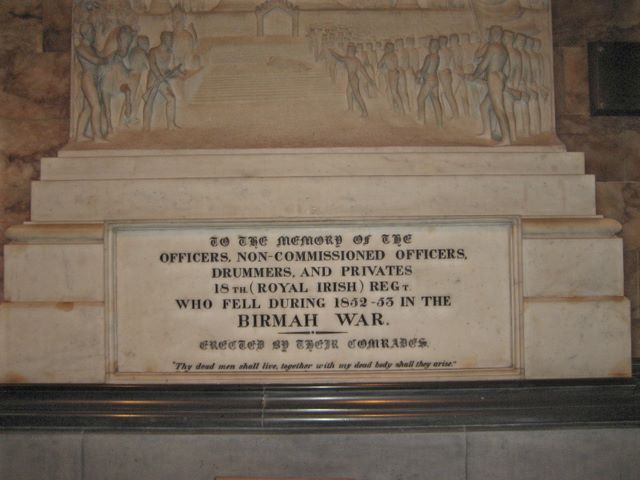 TO THE MEMORY OF THE
OFFICERS, NON-COMMISSIONED OFFICERS,
DRUMMERS, AND PRIVATES
18TH (ROYAL IRISH) REGT.
WHO FELL DURING 1852-53 IN THE
BIRMAH WAR.
ERECTED BY THEIR COMRADES.
"Thy dead men shall live, together with my dead body shall they arise."